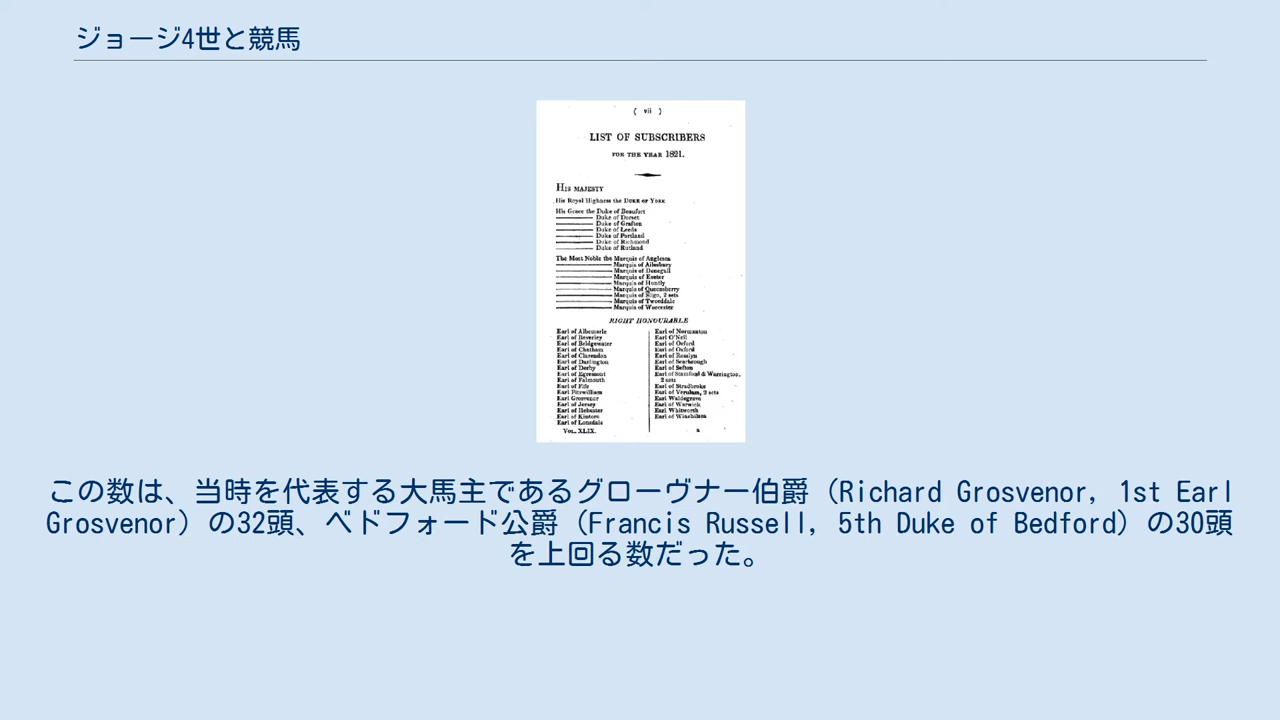 ジョージ4世と競馬
( vii )
LIST OF SUBSCRIBERS
FOR THE YEAR 1821.
HIS MAJESTY
His Royal Highness the DUKE OF YORK
His Grace the Duke of Beaufort
Duke of Dorset
Duke of Grafton
Duke of Leeds
Duke of Portland
Duke of Richmond
Duke of Rutland
The Most Noble the Marquis of Anglesea
Marquis of Ailesbury
Marquis of Donegall
Marquis of Exeter
Marquis of Huntly
Marquis of Queensberry
Marquis of Sligo, 2 sets
Marquis of Tweeddale
Marquis of Worcester
RIGHT HONOURABLE
Earl of Albemarle
Earl of Beverley
Earl of Bridgewater
Earl of Chatham
Earl of Clarendon
Earl of Darlington
Earl of Derby
Earl of Egremont
Earl of Falmouth
Earl of Fife
Earl Fitzwilliam
Earl Grosvenor
Earl of Jersey
Earl of Ilchester
Earl of Kintore
Earl of Lonsdale
VOL. XLIX.
Earl of Normanton
Earl O'Neil
Earl of Orford
Earl of Oxford
Earl of Rosslyn
Earl of Scarbrough
Earl of Sefton
Earl of Stamford & Warrington,
2 sets
Earl of Stradbroke
Earl of Verulam, 2 sets
Earl Waldegrave
Earl of Warwick
Earl Whitworth
Earl of Winchilsea
a
この数は、当時を代表する大馬主であるグローヴナー伯爵（Richard Grosvenor, 1st Earl
Grosvenor）の32頭、ベドフォード公爵（Francis Russell, 5th Duke of Bedford）の30頭
を上回る数だった。